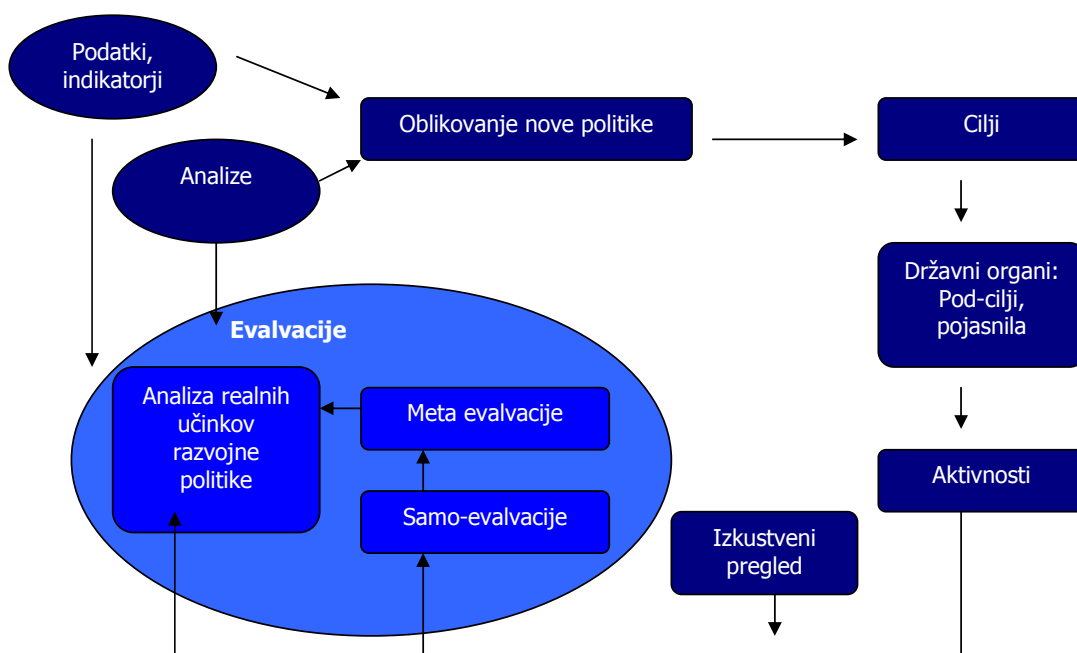 Podatki,
indikatorji
Oblikovanje nove politike
Cilji
Analize
Državni organi:
Pod-cilji,
pojasnila
Evalvacije
Analiza realnih
učinkov
razvojne
politike
Meta evalvacije
Aktivnosti
Samo-evalvacije
Izkustveni
pregled